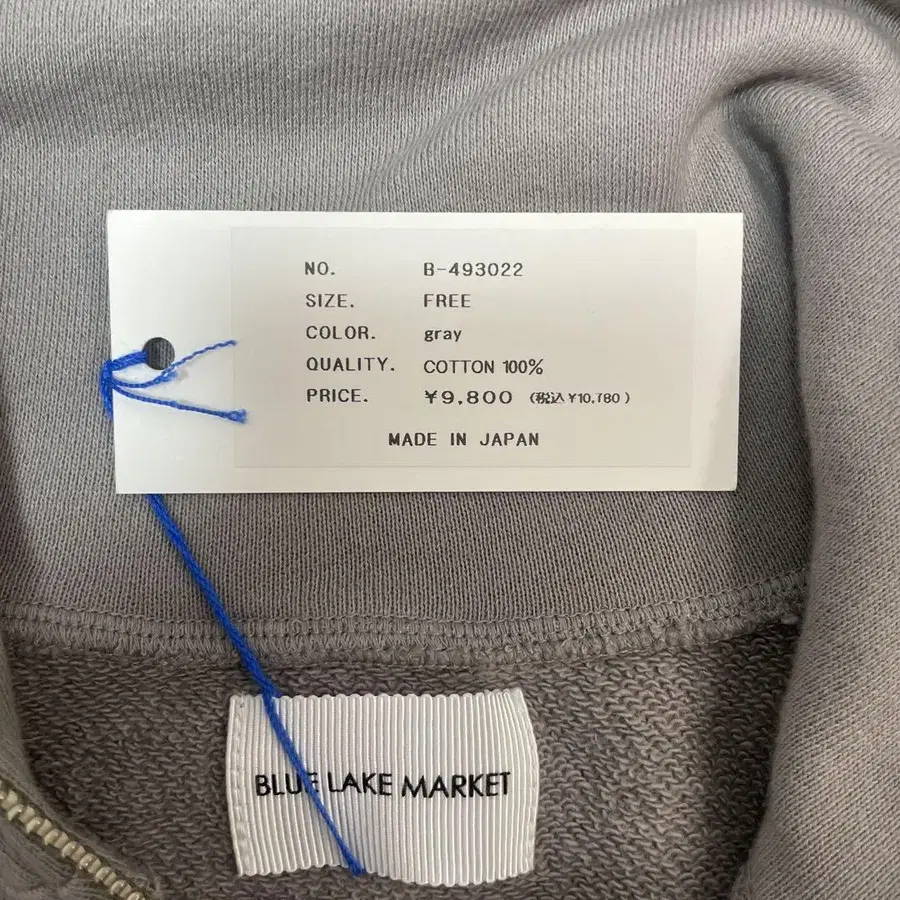 NO. B-493022
SIZE. FREE
COLOR. gray
QUALITY. COTTON 100%
PRICE. ¥9,800 (税込¥10,780)
MADE IN JAPAN
BLUE LAKE MARKET